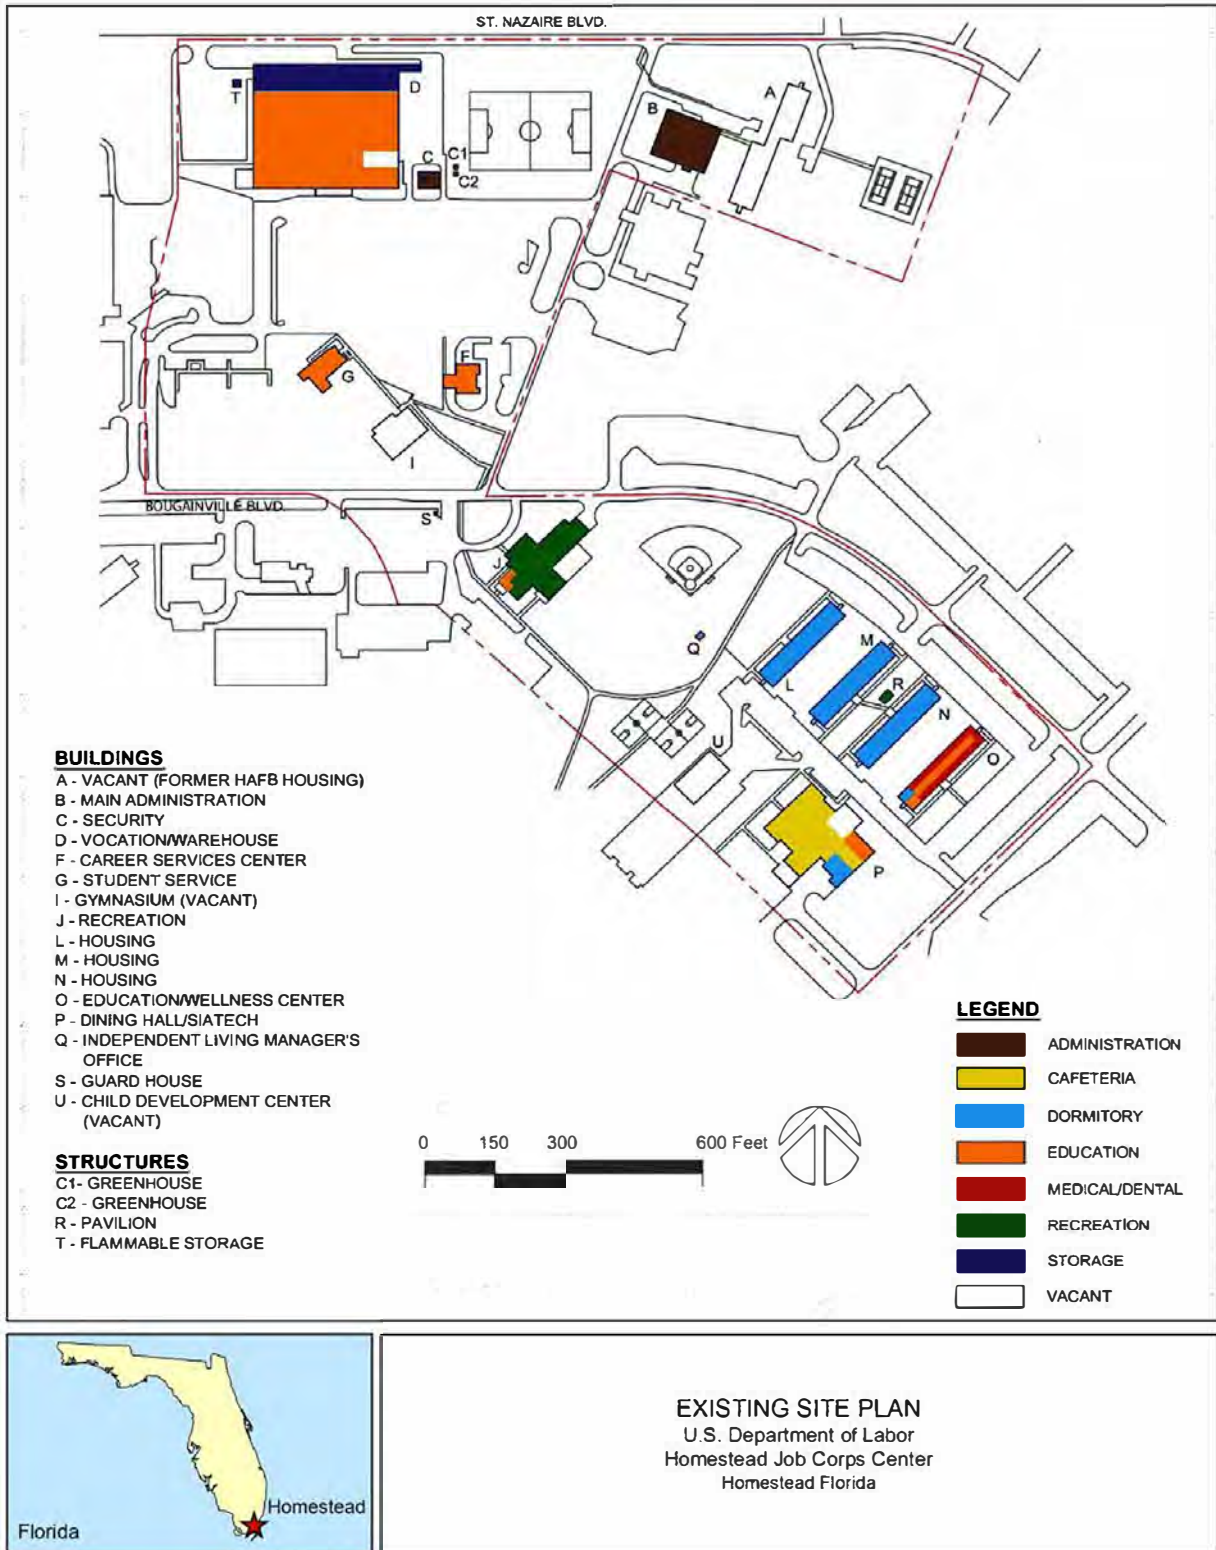 ST. NAZAIRE BLVD.
T
D
C
C1
C2
B
A
G
F
I
BOUGAINVILLE BLVD.
S
J
Q
L
M
R
N
O
U
P
BUILDINGS
A - VACANT (FORMER HAFB HOUSING)
B - MAIN ADMINISTRATION
C - SECURITY
D - VOCATION/WAREHOUSE
F - CAREER SERVICES CENTER
G - STUDENT SERVICE
I - GYMNASIUM (VACANT)
J - RECREATION
L - HOUSING
M - HOUSING
N - HOUSING
O - EDUCATION/WELLNESS CENTER
P - DINING HALL/SIATECH
Q - INDEPENDENT LIVING MANAGER'S
OFFICE
S - GUARD HOUSE
U - CHILD DEVELOPMENT CENTER
(VACANT)
STRUCTURES
C1- GREENHOUSE
C2 - GREENHOUSE
R - PAVILION
T - FLAMMABLE STORAGE
0 150 300 600 Feet
LEGEND
ADMINISTRATION
CAFETERIA
DORMITORY
EDUCATION
MEDICAL/DENTAL
RECREATION
STORAGE
VACANT
Homestead
Florida
EXISTING SITE PLAN
U.S. Department of Labor
Homestead Job Corps Center
Homestead Florida